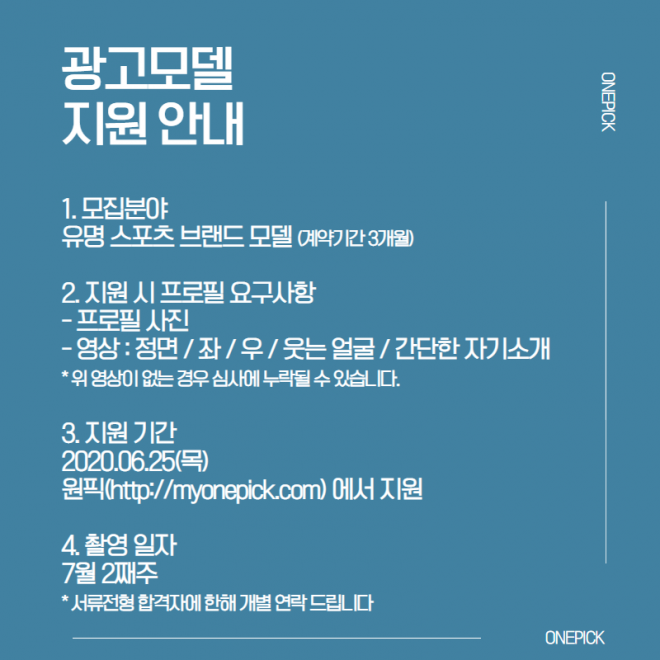 광고모델
지원 안내
ONEPICK
1. 모집분야
유명 스포츠 브랜드 모델 (계약기간 3개월)
2. 지원 시 프로필 요구사항
- 프로필 사진
- 영상 : 정면 / 좌 / 우 / 웃는 얼굴 / 간단한 자기소개
* 위 영상이 없는 경우 심사에 누락될 수 있습니다.
3. 지원 기간
2020.06.25(목)
원픽(http://myonepick.com) 에서 지원
4. 촬영 일자
7월 2째주
* 서류전형 합격자에 한해 개별 연락 드립니다
ONEPICK